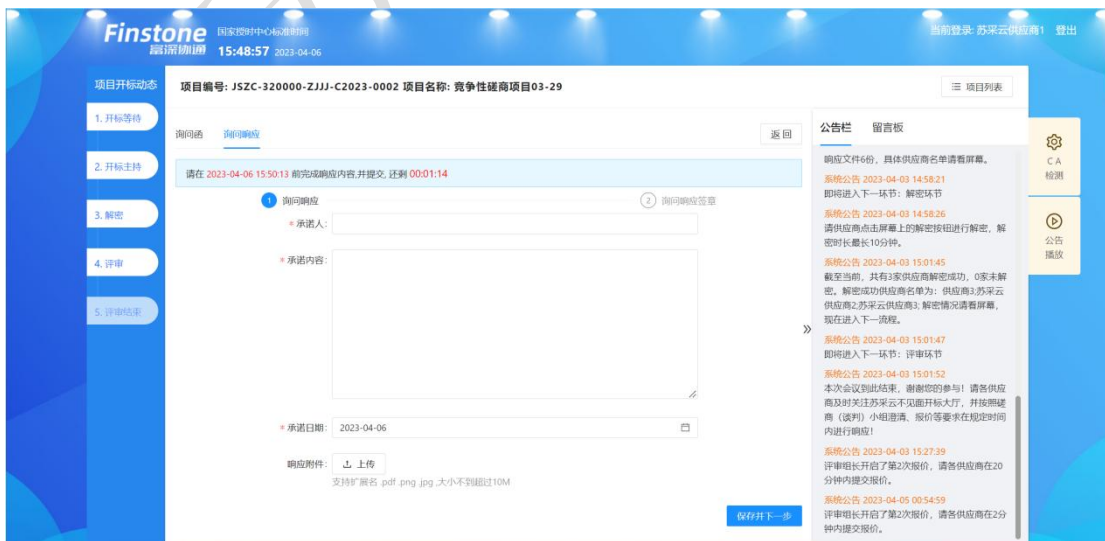 Finstone
富深协通
国家授时中心标准时间
15:48:57 2023-04-06
当前登录: 苏采云供应商1 登出
项目开标动态
1. 开标等待
2. 开标主持
3. 解密
4. 评审
5. 评审结束
项目编号: JSZC-320000-ZJJJ-C2023-0002 项目名称: 竞争性磋商项目03-29
项目列表
询问函 询问响应
返 回
请在 2023-04-06 15:50:13 前完成响应内容,并提交, 还剩 00:01:14
1 询问响应
2 询问响应签章
* 承诺人:
* 承诺内容:
* 承诺日期: 2023-04-06
响应附件: 上传
支持扩展名 .pdf .png .jpg ,大小不到超过10M
保存并下一步
»
公告栏 留言板
响应文件6份，具体供应商名单请看屏幕。
系统公告 2023-04-03 14:58:21
即将进入下一环节：解密环节
系统公告 2023-04-03 14:58:26
请供应商点击屏幕上的解密按钮进行解密，解
密时长最长10分钟。
系统公告 2023-04-03 15:01:45
截至当前，共有3家供应商解密成功，0家未解
密。解密成功供应商名单为：供应商3;苏采云
供应商2;苏采云供应商3; 解密情况请看屏幕，
现在进入下一流程。
系统公告 2023-04-03 15:01:47
即将进入下一环节：评审环节
系统公告 2023-04-03 15:01:52
本次会议到此结束，谢谢您的参与！请各供应
商及时关注苏采云不见面开标大厅，并按照磋
商（谈判）小组澄清、报价等要求在规定时间
内进行响应！
系统公告 2023-04-03 15:27:39
评审组长开启了第2次报价，请各供应商在20
分钟内提交报价。
系统公告 2023-04-05 00:54:59
评审组长开启了第2次报价，请各供应商在2分
钟内提交报价。
CA
检测
公告
播放